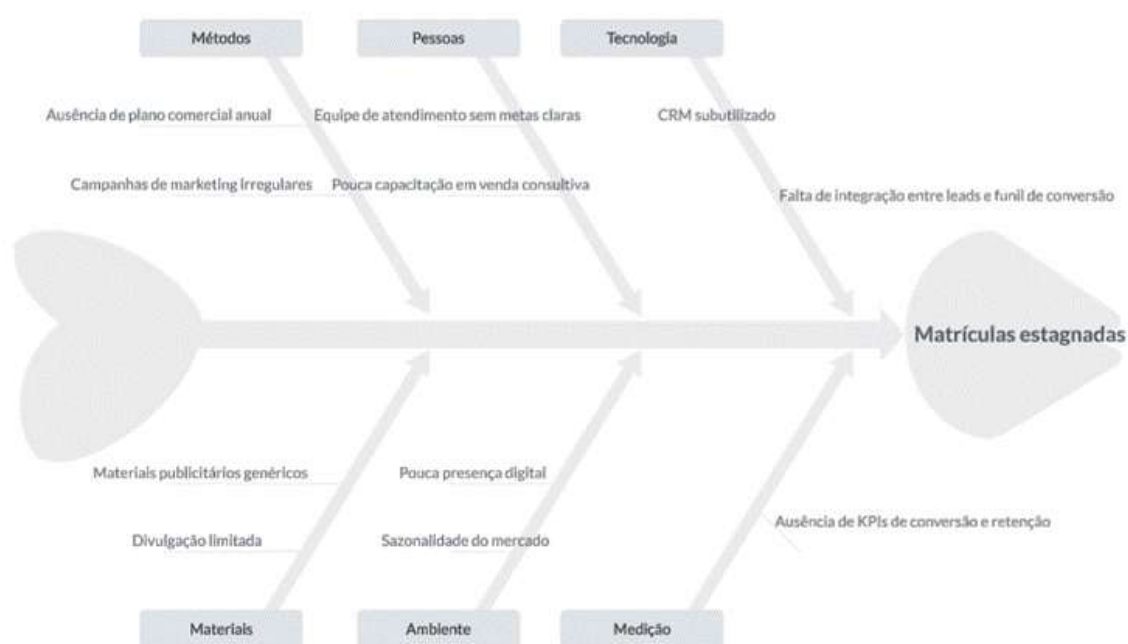 Métodos
Pessoas
Tecnologia
Ausência de plano comercial anual
Equipe de atendimento sem metas claras
CRM subutilizado
Campanhas de marketing irregulares
Pouca capacitação em venda consultiva
Falta de integração entre leads e funil de conversão
Matrículas estagnadas
Materiais publicitários genéricos
Pouca presença digital
Ausência de KPIs de conversão e retenção
Divulgação limitada
Sazonalidade do mercado
Materiais
Ambiente
Medição